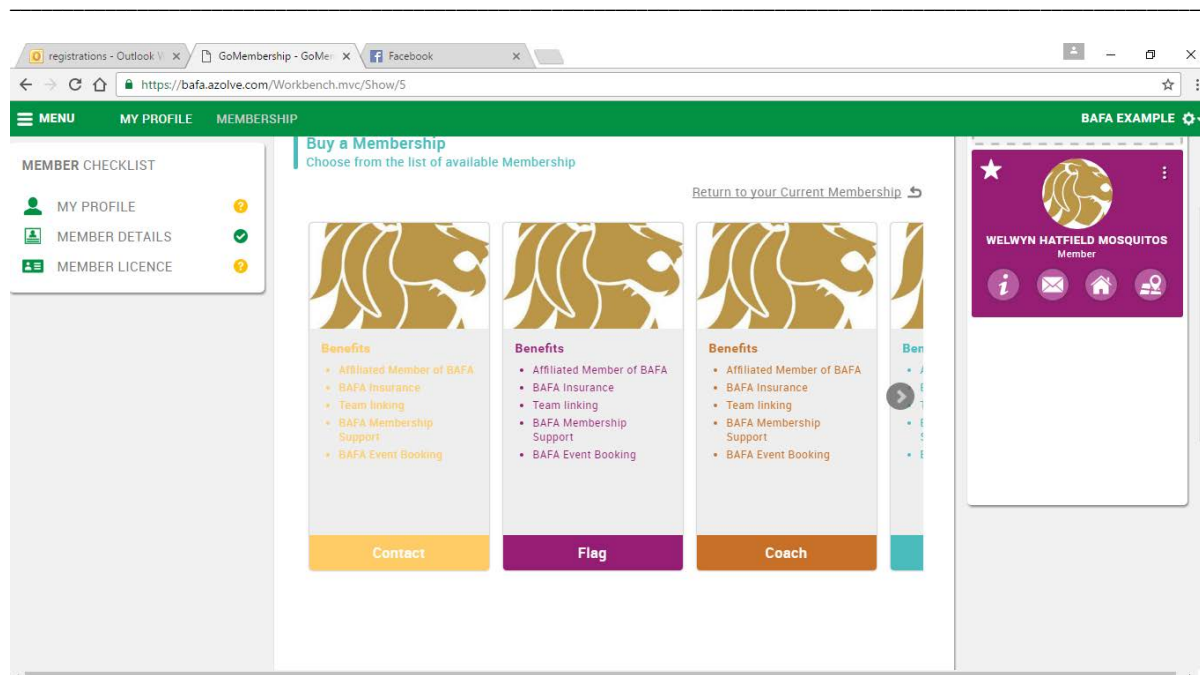 registrations - Outlook V
GoMembership - GoMe
Facebook
https://bafa.azolve.com/Workbench.mvc/Show/5
MENU
MY PROFILE
MEMBERSHIP
BAFA EXAMPLE
MEMBER CHECKLIST
MY PROFILE
MEMBER DETAILS
MEMBER LICENCE
Buy a Membership
Choose from the list of available Membership
Return to your Current Membership
Benefits
• Affiliated Member of BAFA
• BAFA Insurance
• Team linking
• BAFA Membership
Support
• BAFA Event Booking
Contact
Benefits
• Affiliated Member of BAFA
• BAFA Insurance
• Team linking
• BAFA Membership
Support
• BAFA Event Booking
Flag
Benefits
• Affiliated Member of BAFA
• BAFA Insurance
• Team linking
• BAFA Membership
Support
• BAFA Event Booking
Coach
Ben
WELWYN HATFIELD MOSQUITOS
Member